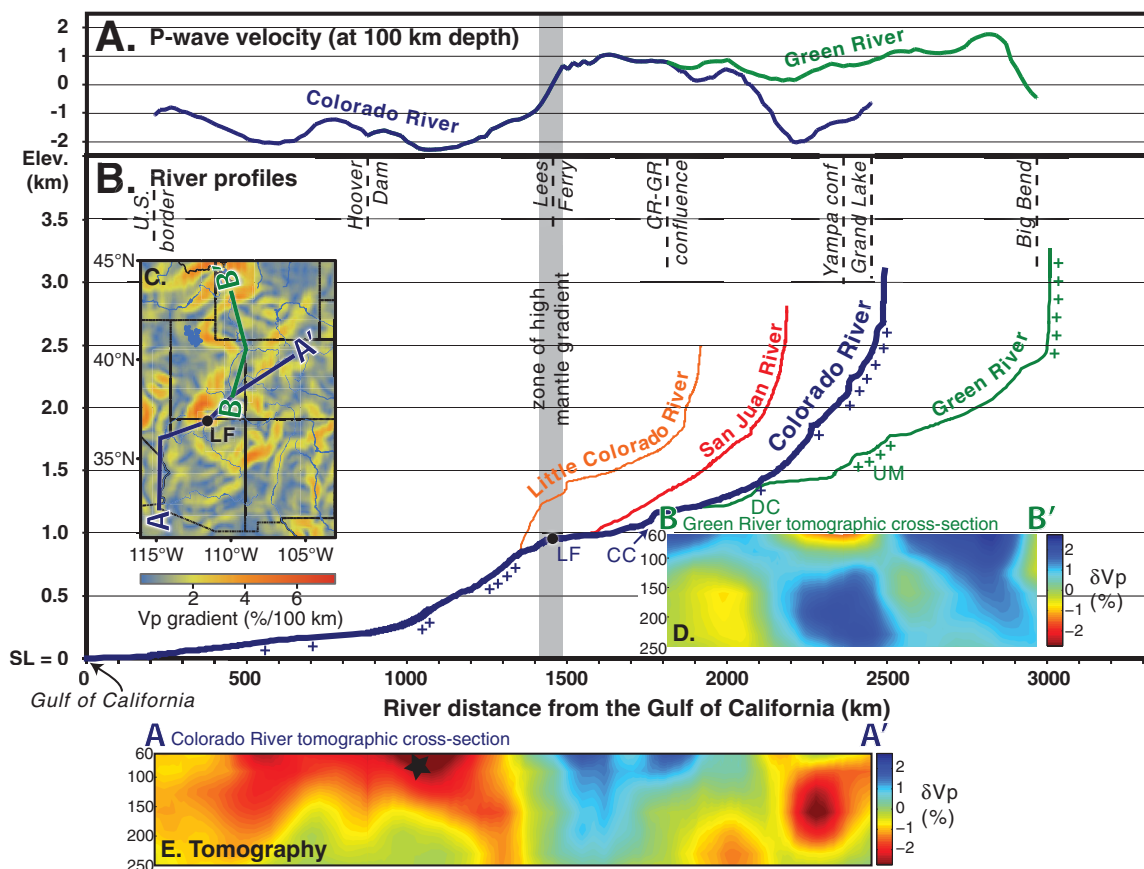 A. P-wave velocity (at 100 km depth)
2
1
0
-1
-2
Colorado River
Green River
Elev.
(km)
B. River profiles
U.S.
border
Hoover
Dam
Lees
Ferry
CR-GR
confluence
Yampa conf
Grand Lake
Big Bend
3.5
3.0
2.5
2.0
1.5
1.0
0.5
SL = 0
zone of high
mantle gradient
Little Colorado River
San Juan River
Colorado River
Green River
LF
CC
DC
UM
C.
45°N
40°N
35°N
115°W
110°W
105°W
A
A′
B
B′
LF
2 4 6
Vp gradient (%/100 km)
B Green River tomographic cross-section B′
60
100
150
200
250
D.
2
1
0
−1
−2
δVp
(%)
0 500 1000 1500 2000 2500 3000
Gulf of California
River distance from the Gulf of California (km)
A Colorado River tomographic cross-section A′
60
100
150
200
250
E. Tomography
2
1
0
−1
−2
δVp
(%)